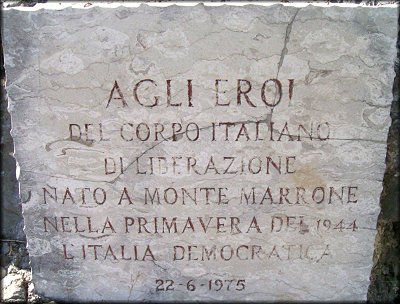 AGLI EROI
DEL CORPO ITALIANO
DI LIBERAZIONE
NATO A MONTE MARRONE
NELLA PRIMAVERA DEL 1944
L'ITALIA DEMOCRATICA
22-6-1975